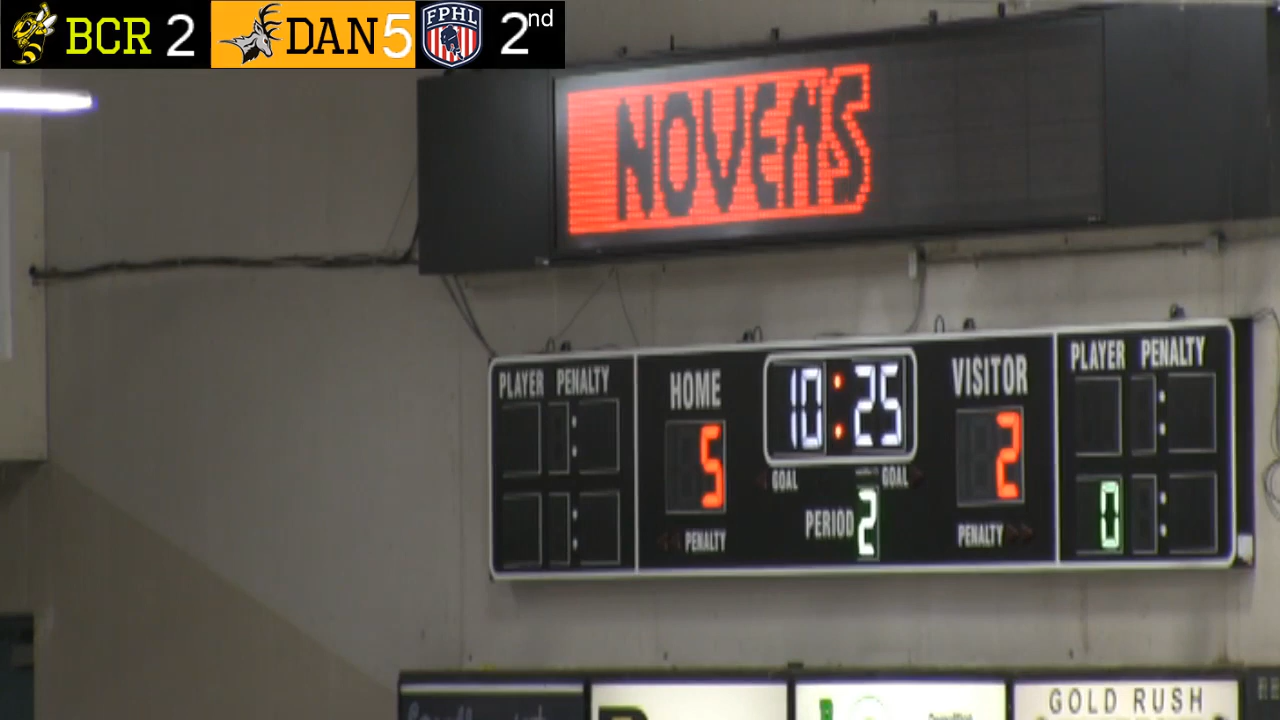 BCR 2 DAN 5 FPHL 2nd
NOVEN'S
PLAYER PENALTY
HOME
10:25
VISITOR
PLAYER PENALTY
5
2
GOAL
GOAL
PERIOD 2
PENALTY
PENALTY
0
GOLD RUSH